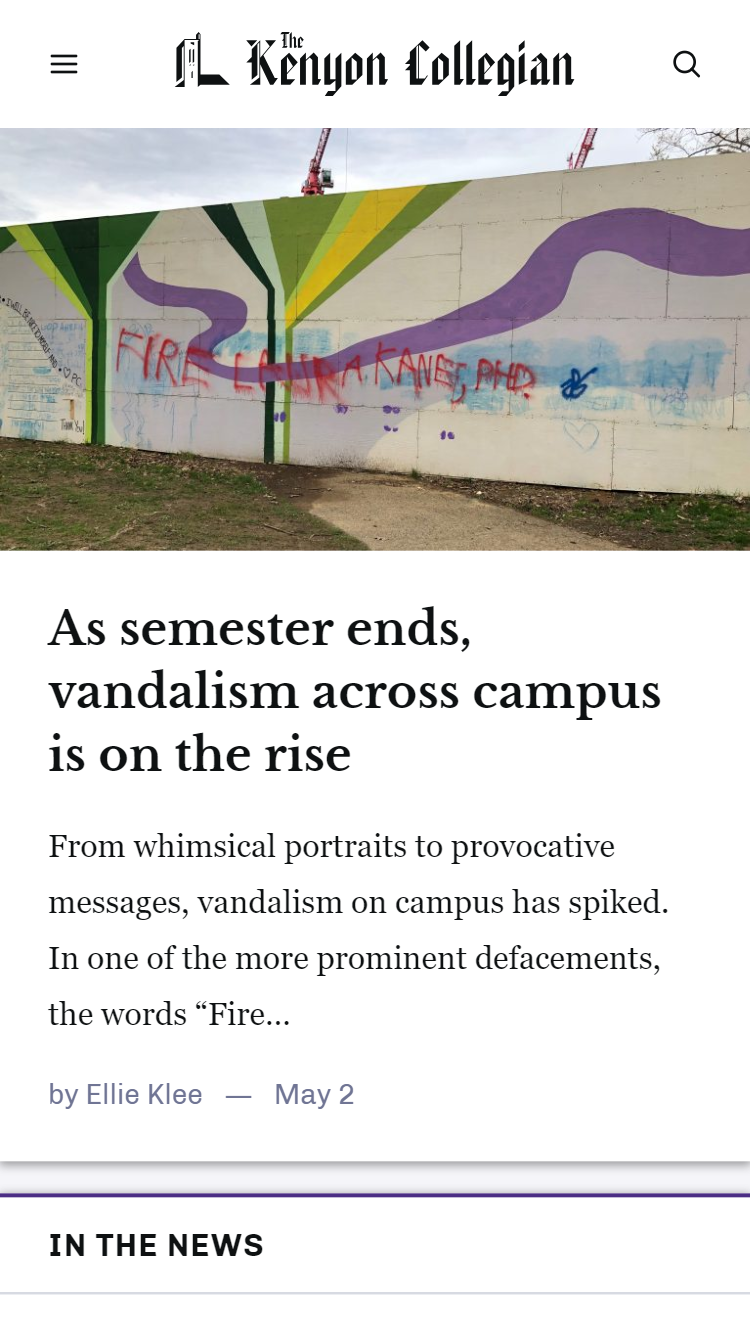 The
Kenyon Collegian
FIRE LAURA KANE, PHD.
THANK YOU
As semester ends,
vandalism across campus
is on the rise
From whimsical portraits to provocative
messages, vandalism on campus has spiked.
In one of the more prominent defacements,
the words “Fire...
by Ellie Klee — May 2
IN THE NEWS